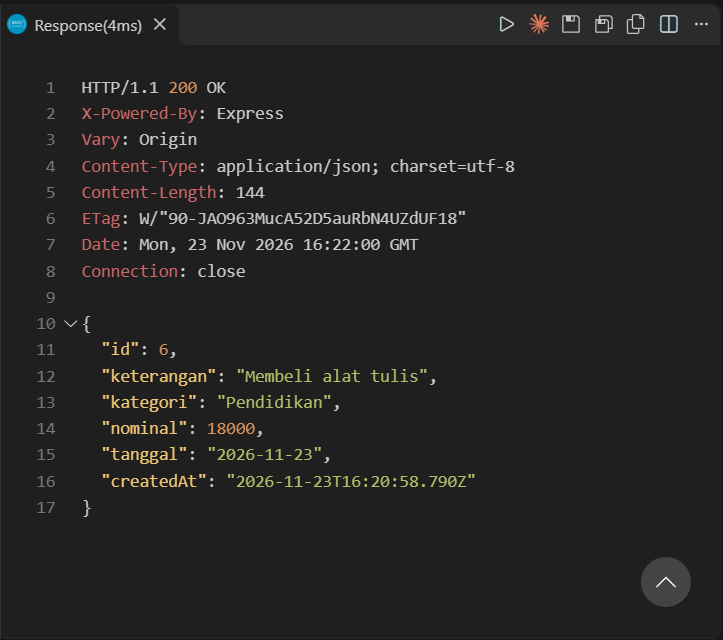 Response(4ms)
1 HTTP/1.1 200 OK
2 X-Powered-By: Express
3 Vary: Origin
4 Content-Type: application/json; charset=utf-8
5 Content-Length: 144
6 ETag: W/"90-JAO963MucA52D5auRbN4UZdUF18"
7 Date: Mon, 23 Nov 2026 16:22:00 GMT
8 Connection: close
9
10 {
11 "id": 6,
12 "keterangan": "Membeli alat tulis",
13 "kategori": "Pendidikan",
14 "nominal": 18000,
15 "tanggal": "2026-11-23",
16 "createdAt": "2026-11-23T16:20:58.790Z"
17 }